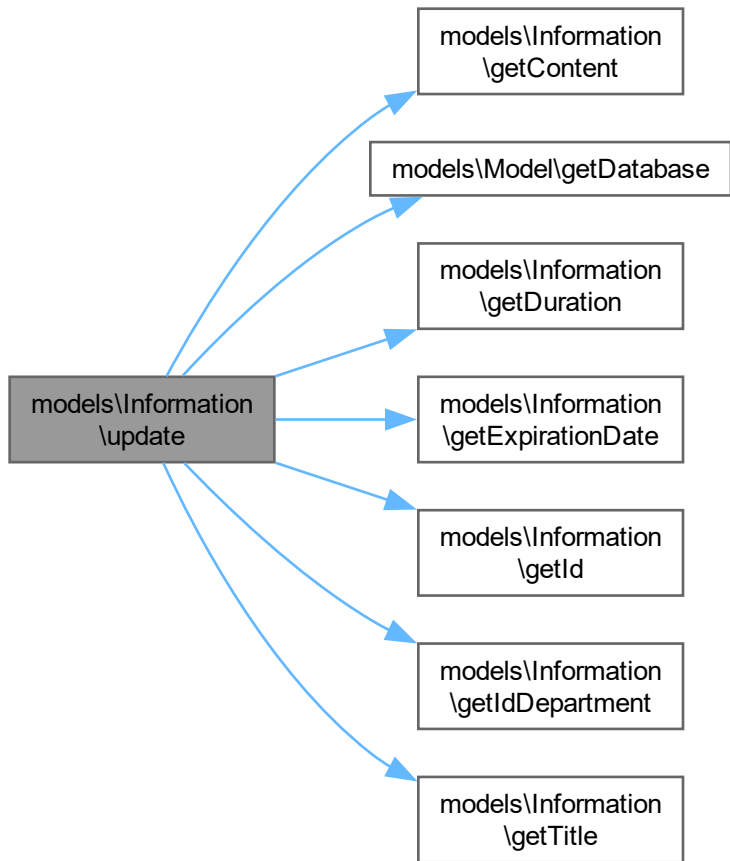 models\Information
\getContent
models\Model\getDatabase
models\Information
\getDuration
models\Information
\update
models\Information
\getExpirationDate
models\Information
\getId
models\Information
\getIdDepartment
models\Information
\getTitle